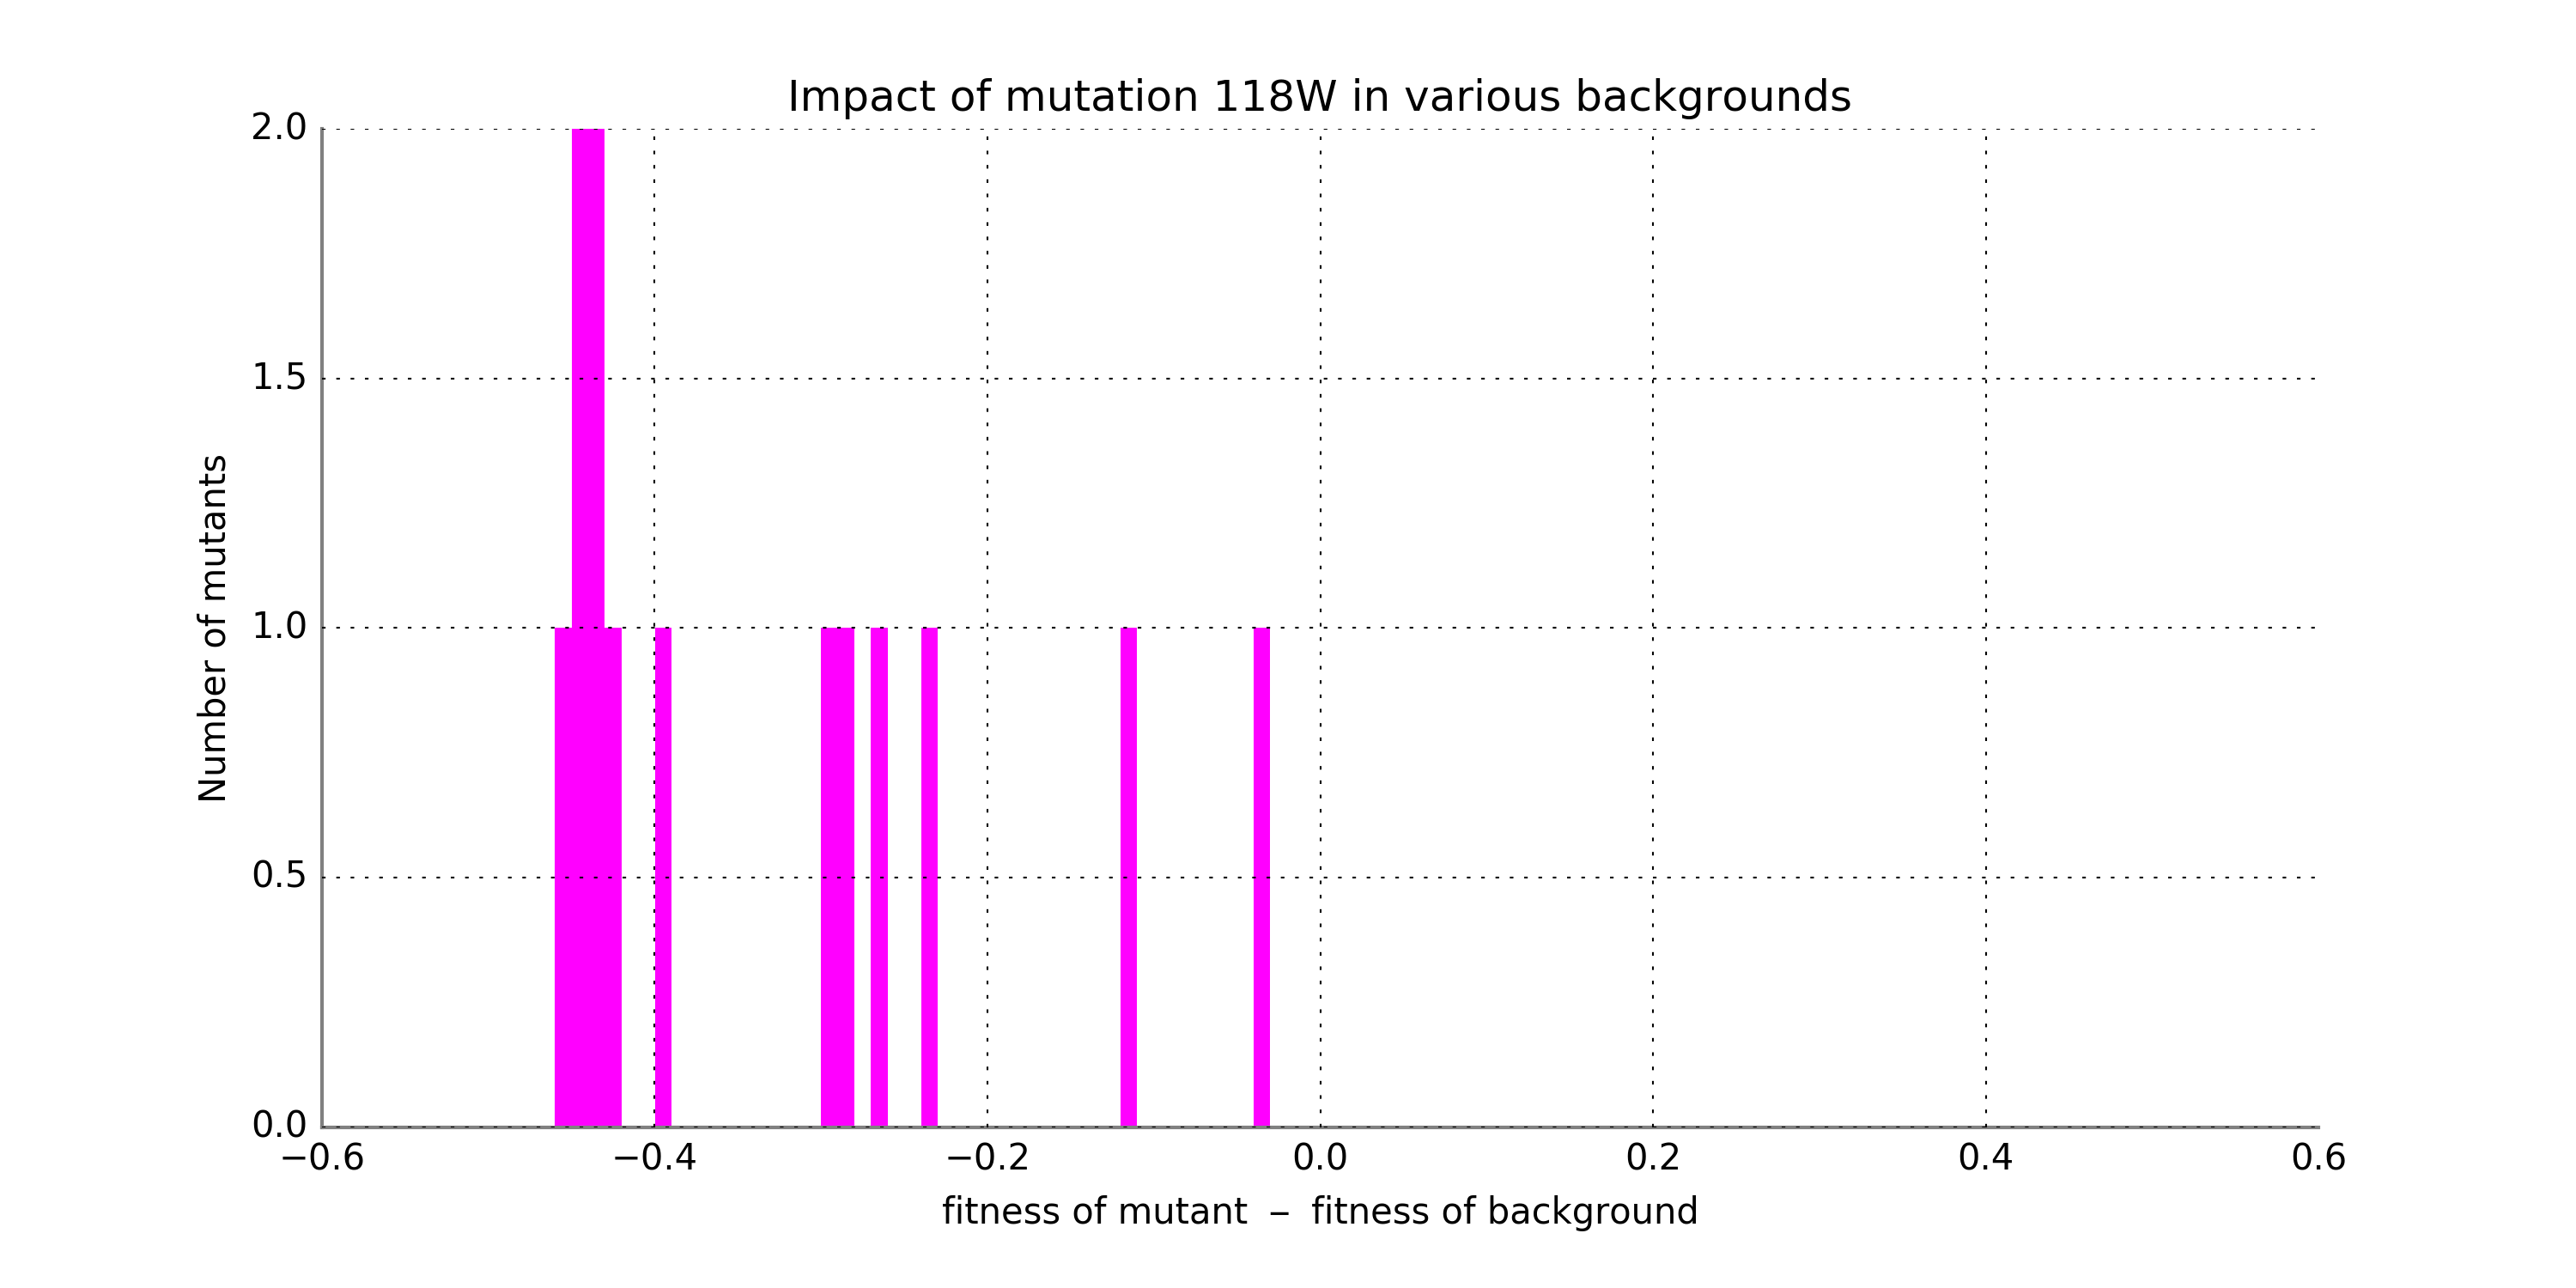 Impact of mutation 118W in various backgrounds
2.0
1.5
1.0
0.5
0.0
Number of mutants
−0.6 −0.4 −0.2 0.0 0.2 0.4 0.6
fitness of mutant − fitness of background